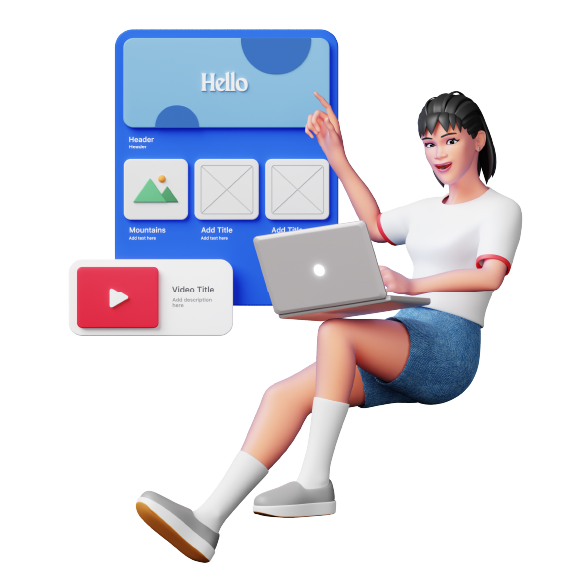 Hello
Header
Header
Mountains
Add text here
Add Title
Add text here
Add Title
Video Title
Add description
here